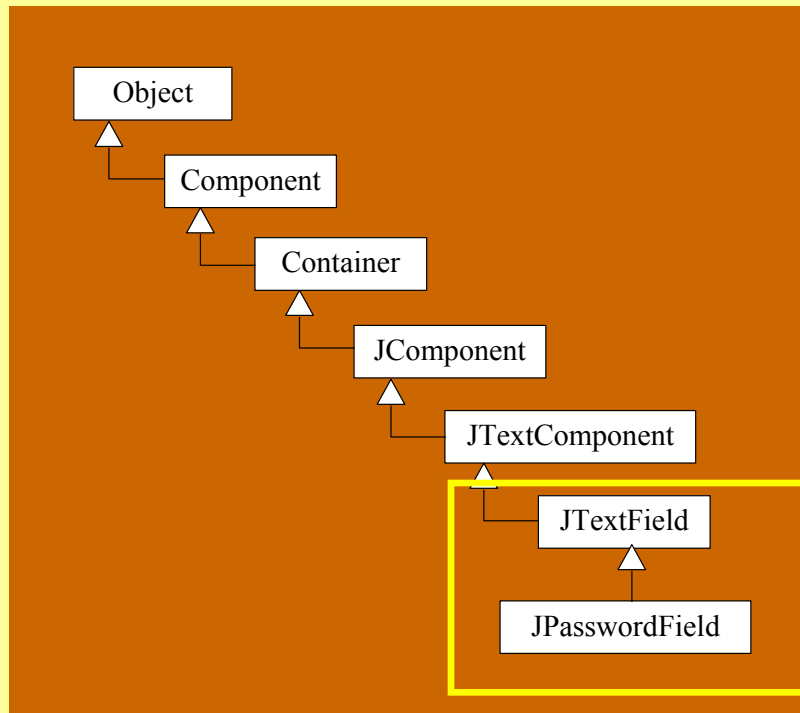 Object
Component
Container
JComponent
JTextComponent
JTextField
JPasswordField